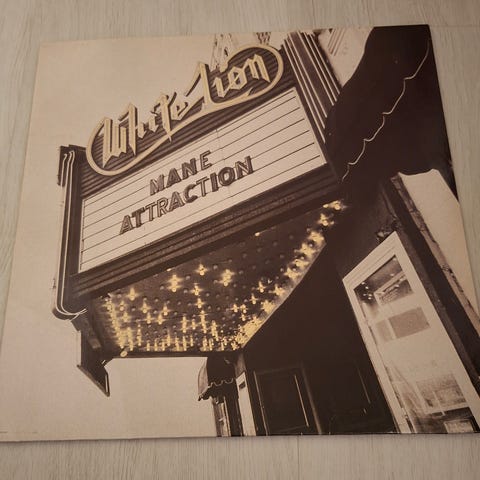 White Lion
MANE
ATTRACTION